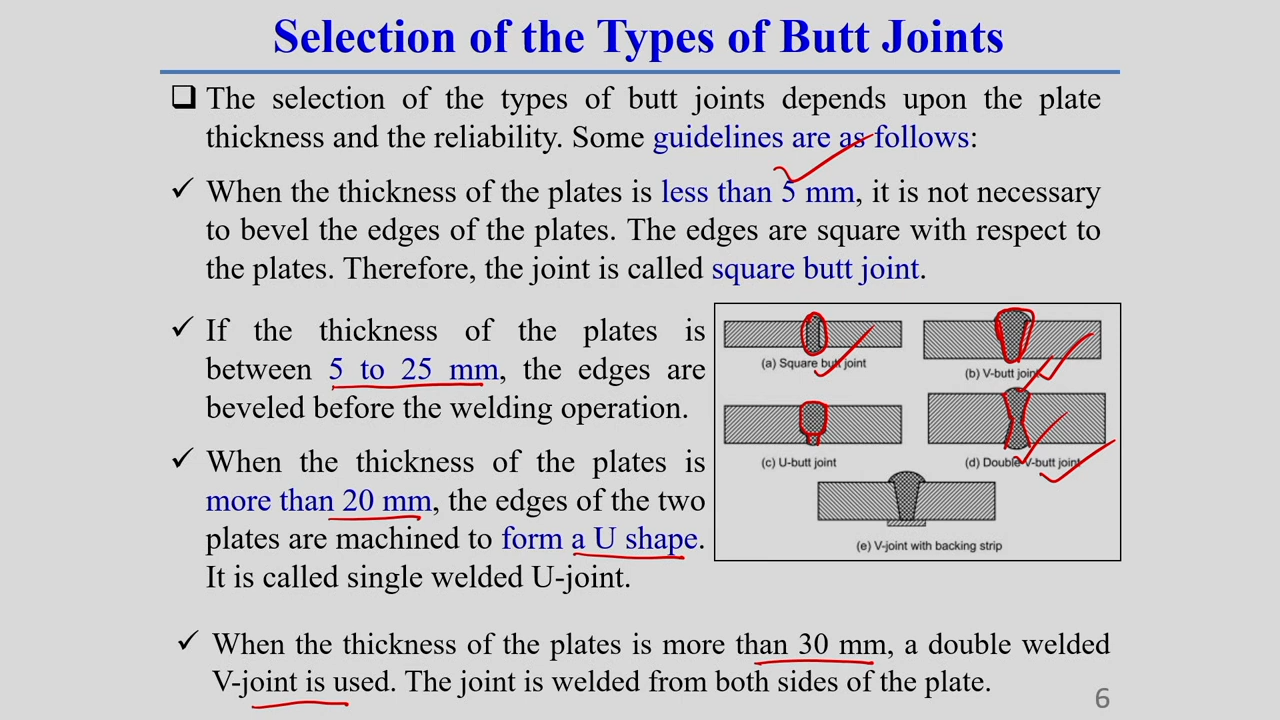 Selection of the Types of Butt Joints
❑ The selection of the types of butt joints depends upon the plate
thickness and the reliability. Some guidelines are as follows:
✓ When the thickness of the plates is less than 5 mm, it is not necessary
to bevel the edges of the plates. The edges are square with respect to
the plates. Therefore, the joint is called square butt joint.
✓ If the thickness of the plates is
between 5 to 25 mm, the edges are
beveled before the welding operation.
✓ When the thickness of the plates is
more than 20 mm, the edges of the two
plates are machined to form a U shape.
It is called single welded U-joint.
(a) Square butt joint
(b) V-butt joint
(c) U-butt joint
(d) Double V-butt joint
(e) V-joint with backing strip
✓ When the thickness of the plates is more than 30 mm, a double welded
V-joint is used. The joint is welded from both sides of the plate.
6